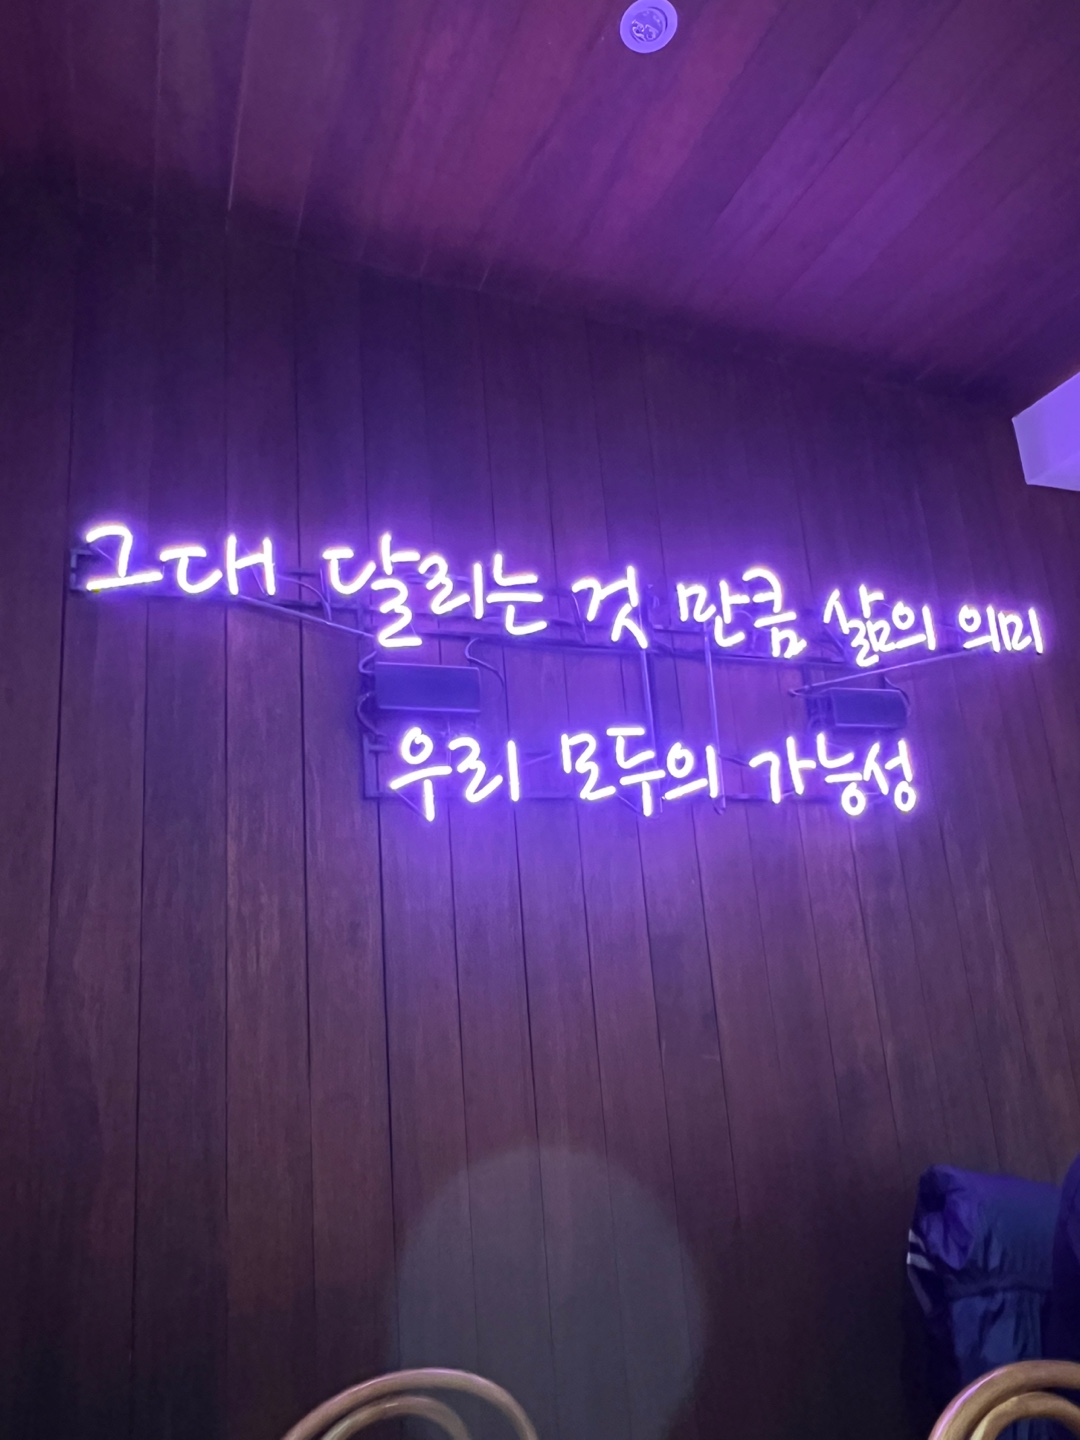 그대 달리는 것 만큼 삶의 의미
우리 모두의 가능성